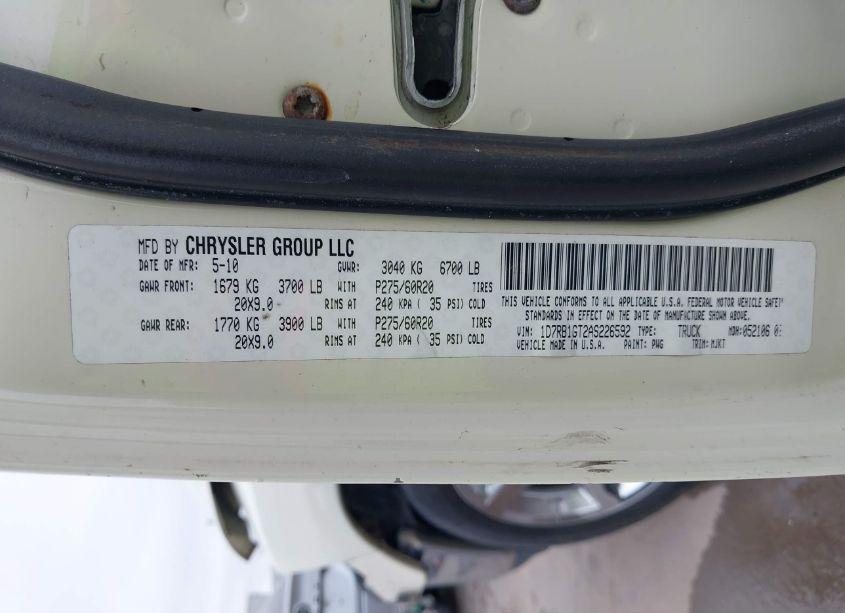 MFD BY CHRYSLER GROUP LLC
DATE OF MFR: 5-10 GVWR: 3040 KG 6700 LB
GAWR FRONT: 1679 KG 3700 LB WITH P275/60R20 TIRES
20X9.0 RIMS AT 240 KPA ( 35 PSI) COLD
GAWR REAR: 1770 KG 3900 LB WITH P275/60R20 TIRES
20X9.0 RIMS AT 240 KPA ( 35 PSI) COLD
THIS VEHICLE CONFORMS TO ALL APPLICABLE U.S.A. FEDERAL MOTOR VEHICLE SAFETY
STANDARDS IN EFFECT ON THE DATE OF MANUFACTURE SHOWN ABOVE.
VIN: 1D7RB1GT2AS226592 TYPE: TRUCK MDH:052106
VEHICLE MADE IN U.S.A. PAINT: PWG TRIM: MJKT